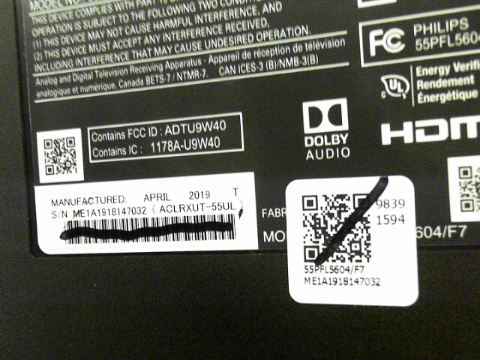 MODEL NO
THIS DEVICE COMPLIES WITH PART
OPERATION IS SUBJECT TO THE FOLLOWING TWO CONDITION
(1) THIS DEVICE MAY NOT CAUSE HARMFUL INTERFERENCE, AND
(2) THIS DEVICE MUST ACCEPT ANY INTERFERENCE RECEIVED,
INCLUDING INTERFERENCE THAT MAY CAUSE UNDESIRED OPERATION.
Analog and Digital Television Receiving Apparatus - Appareil de réception de télévision
analogique et numérique, Canada BETS-7 / NTMR-7. CAN ICES-3 (B)/NMB-3(B)
FC PHILIPS
55PFL5604
UL Energy Verifi
Rendement
Énergétique
Contains FCC ID : ADTU9W40
Contains IC : 1178A-U9W40
DOLBY
AUDIO
HDM
MANUFACTURED: APRIL 2019 T
S/N ME1A1918147032 ( ACLRXUT-55UL
FABR
MO
604/F7
9839
1594
55PFL5604/F7
ME1A1918147032